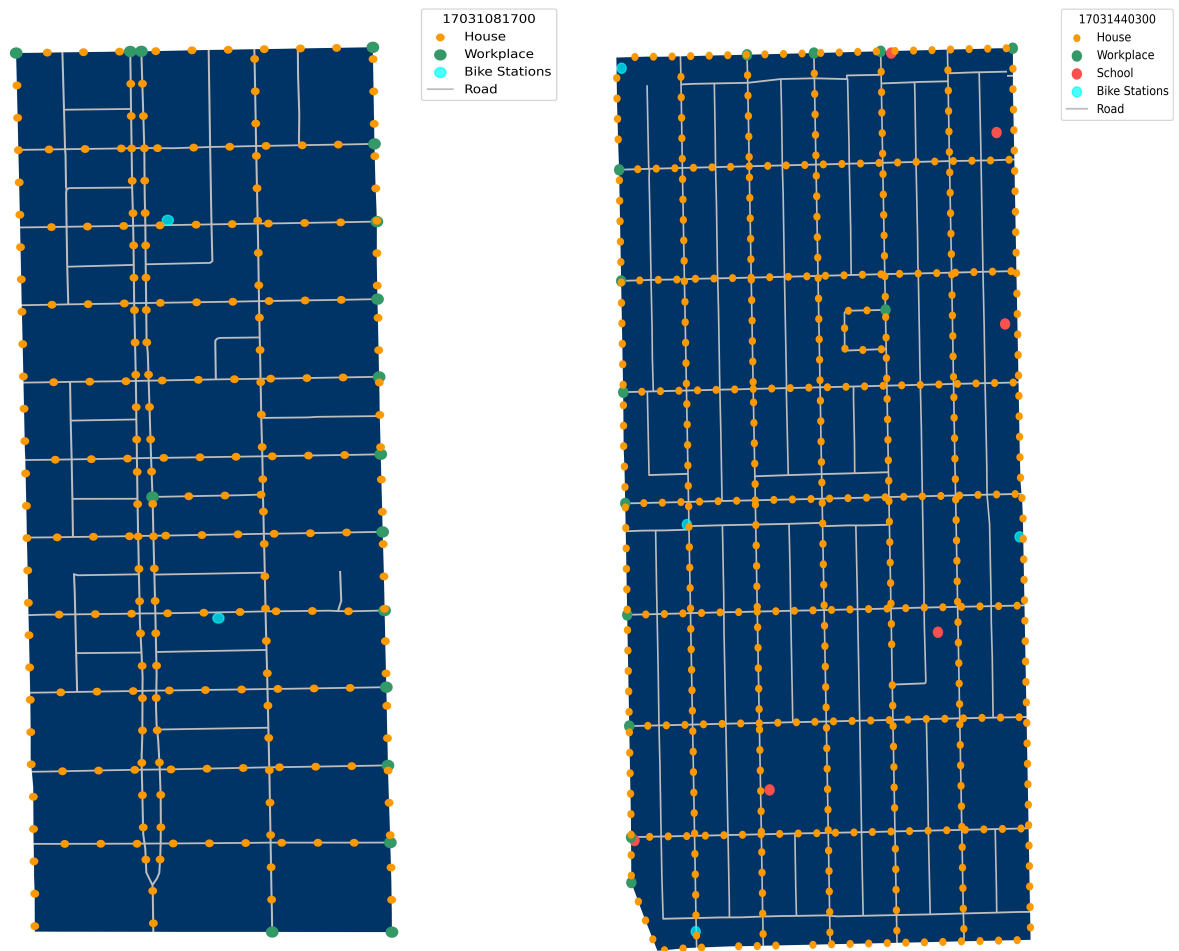 17031081700
House
Workplace
Bike Stations
Road
17031440300
House
Workplace
School
Bike Stations
Road